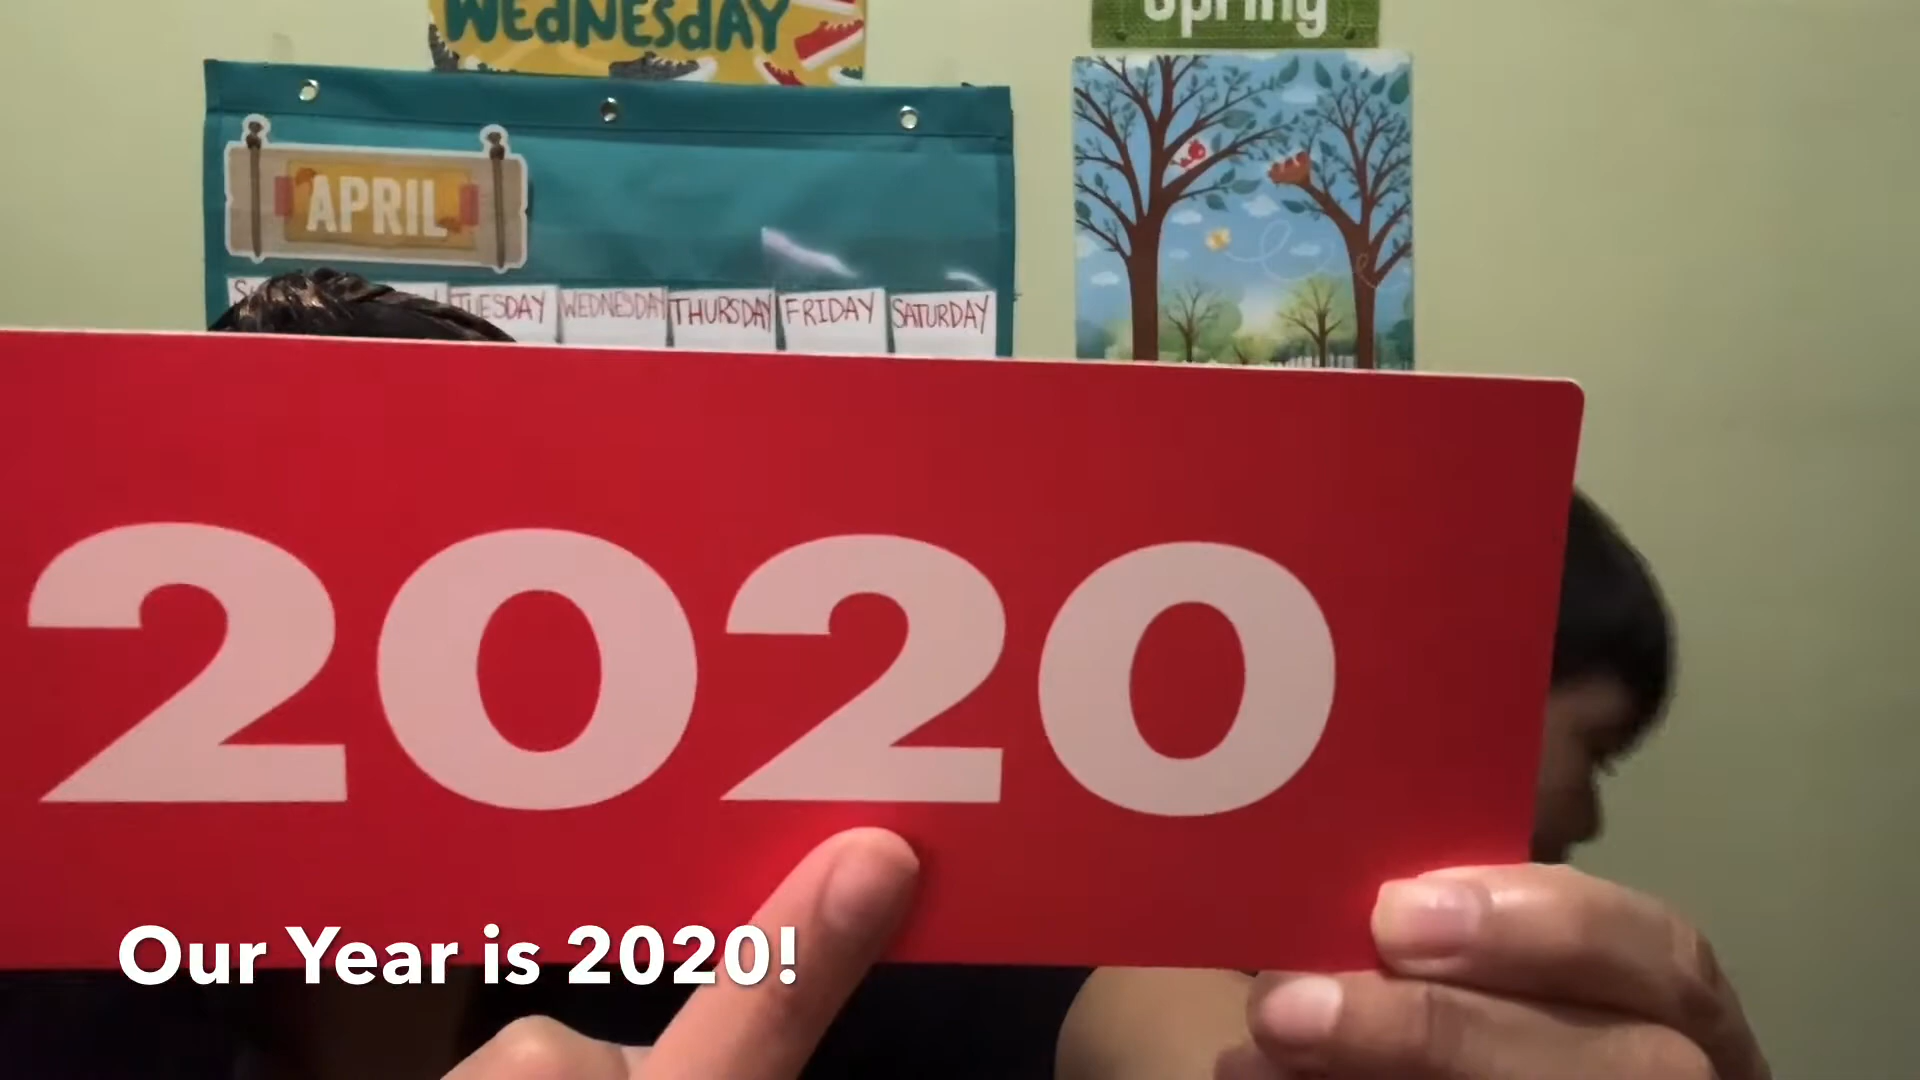 WEDNESDAY
Spring
APRIL
TUESDAY WEDNESDAY THURSDAY FRIDAY SATURDAY
2020
Our Year is 2020!